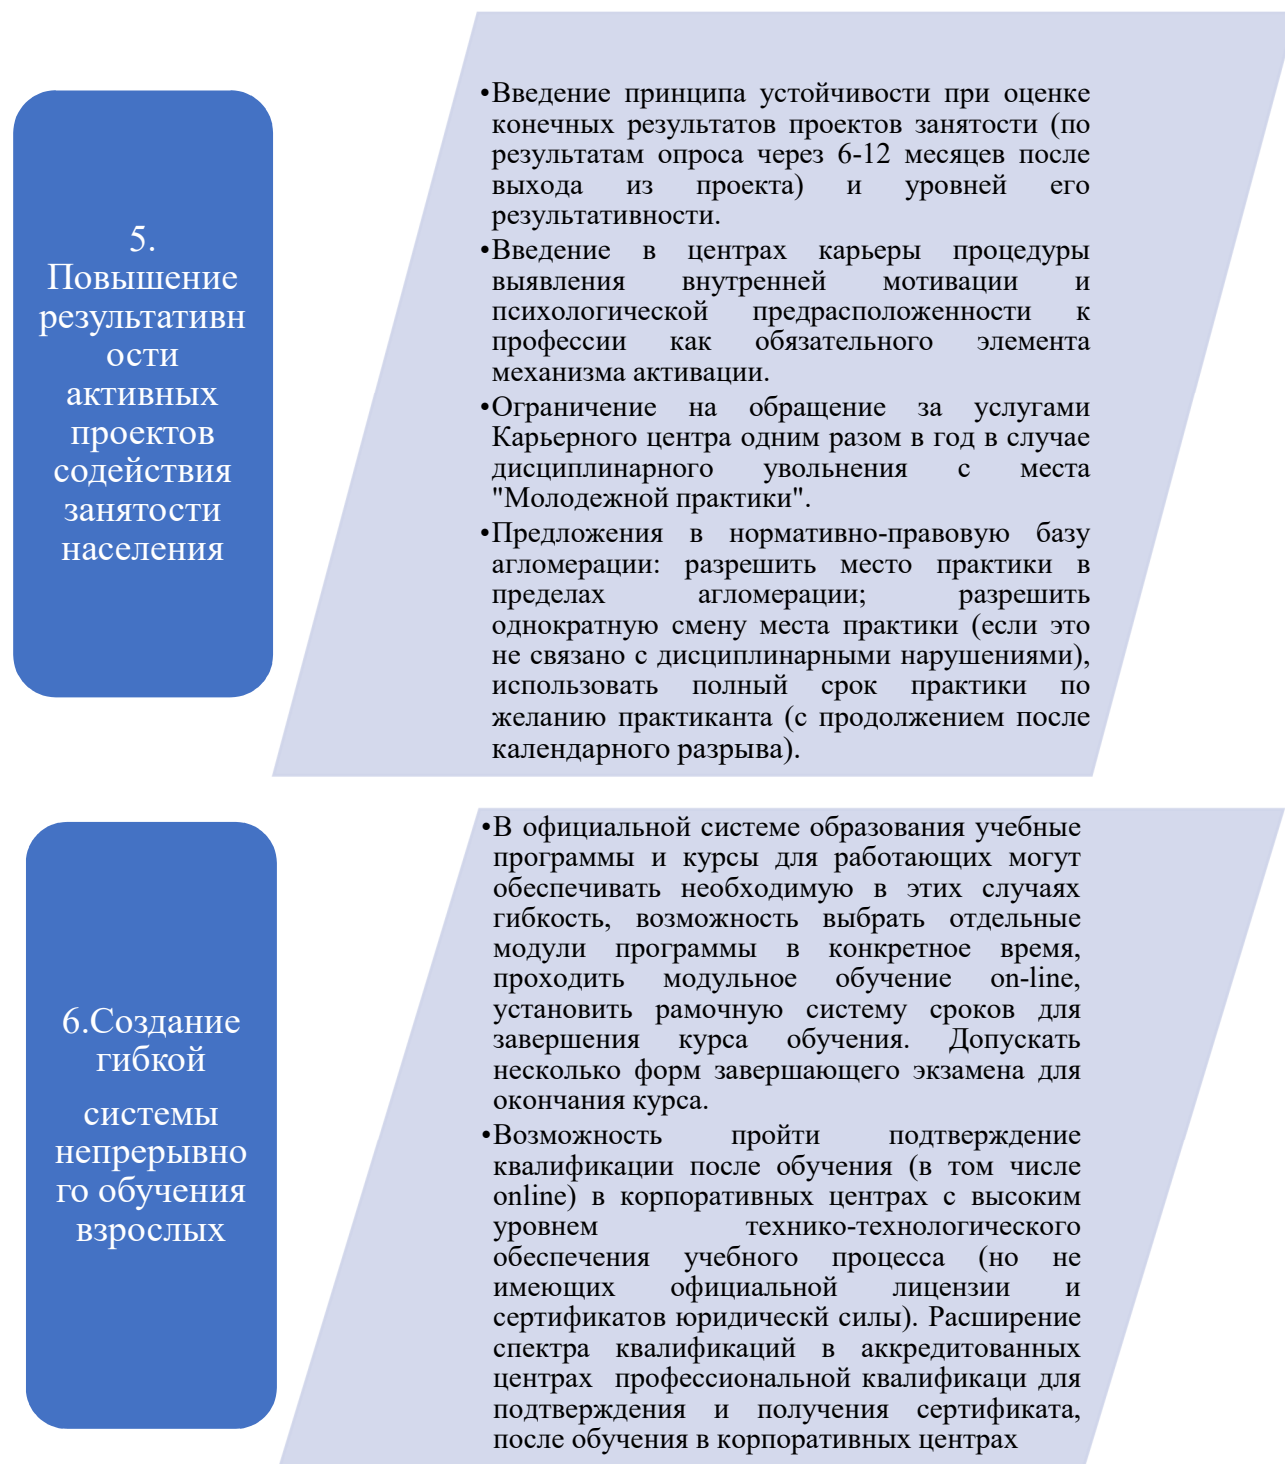 5.
Повышение
результативн
ости
активных
проектов
содействия
занятости
населения
•Введение принципа устойчивости при оценке
конечных результатов проектов занятости (по
результатам опроса через 6-12 месяцев после
выхода из проекта) и уровней его
результативности.
•Введение в центрах карьеры процедуры
выявления внутренней мотивации и
психологической предрасположенности к
профессии как обязательного элемента
механизма активации.
•Ограничение на обращение за услугами
Карьерного центра одним разом в год в случае
дисциплинарного увольнения с места
"Молодежной практики".
•Предложения в нормативно-правовую базу
агломерации: разрешить место практики в
пределах агломерации; разрешить
однократную смену места практики (если это
не связано с дисциплинарными нарушениями),
использовать полный срок практики по
желанию практиканта (с продолжением после
календарного разрыва).
6.Создание
гибкой
системы
непрерывно
го обучения
взрослых
•В официальной системе образования учебные
программы и курсы для работающих могут
обеспечивать необходимую в этих случаях
гибкость, возможность выбрать отдельные
модули программы в конкретное время,
проходить модульное обучение on-line,
установить рамочную систему сроков для
завершения курса обучения. Допускать
несколько форм завершающего экзамена для
окончания курса.
•Возможность пройти подтверждение
квалификации после обучения (в том числе
online) в корпоративных центрах с высоким
уровнем технико-технологического
обеспечения учебного процесса (но не
имеющих официальной лицензии и
сертификатов юридическй силы). Расширение
спектра квалификаций в аккредитованных
центрах профессиональной квалификаци для
подтверждения и получения сертификата,
после обучения в корпоративных центрах